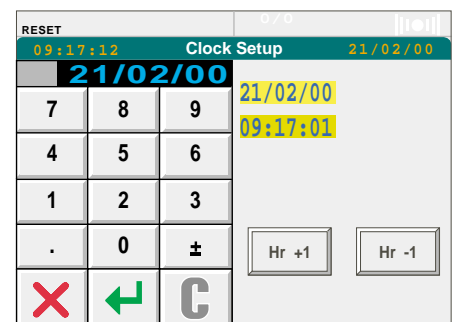 0/0
RESET
09:17:12 Clock Setup 21/02/00
21/02/00
21/02/00
7 8 9
09:17:01
4 5 6
1 2 3
. 0 ±
Hr +1 Hr -1
C